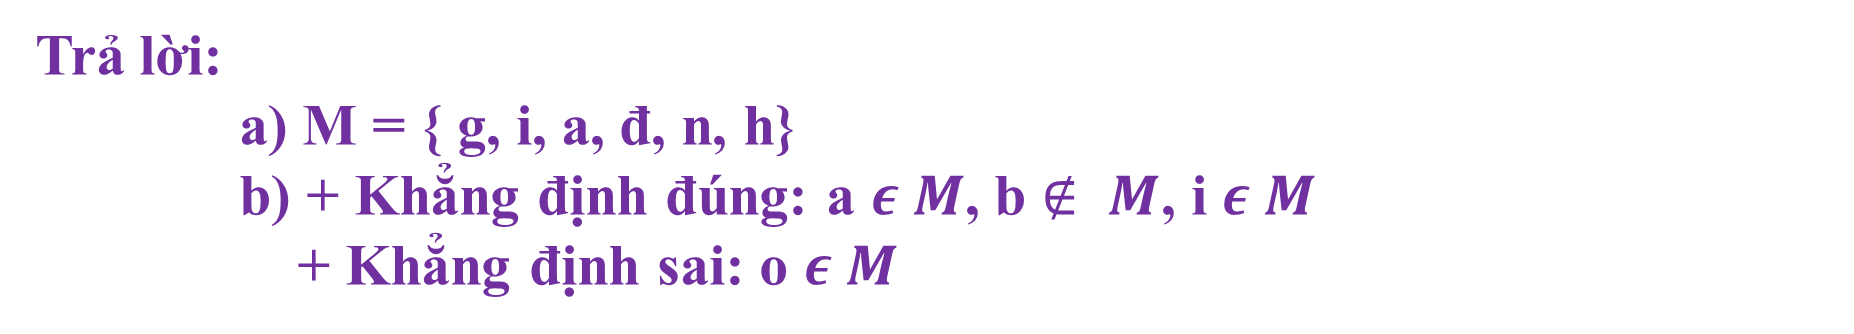 Trả lời:
a) M = { g, i, a, đ, n, h}
b) + Khẳng định đúng: a ϵ M, b ∉ M, i ϵ M
+ Khẳng định sai: o ϵ M